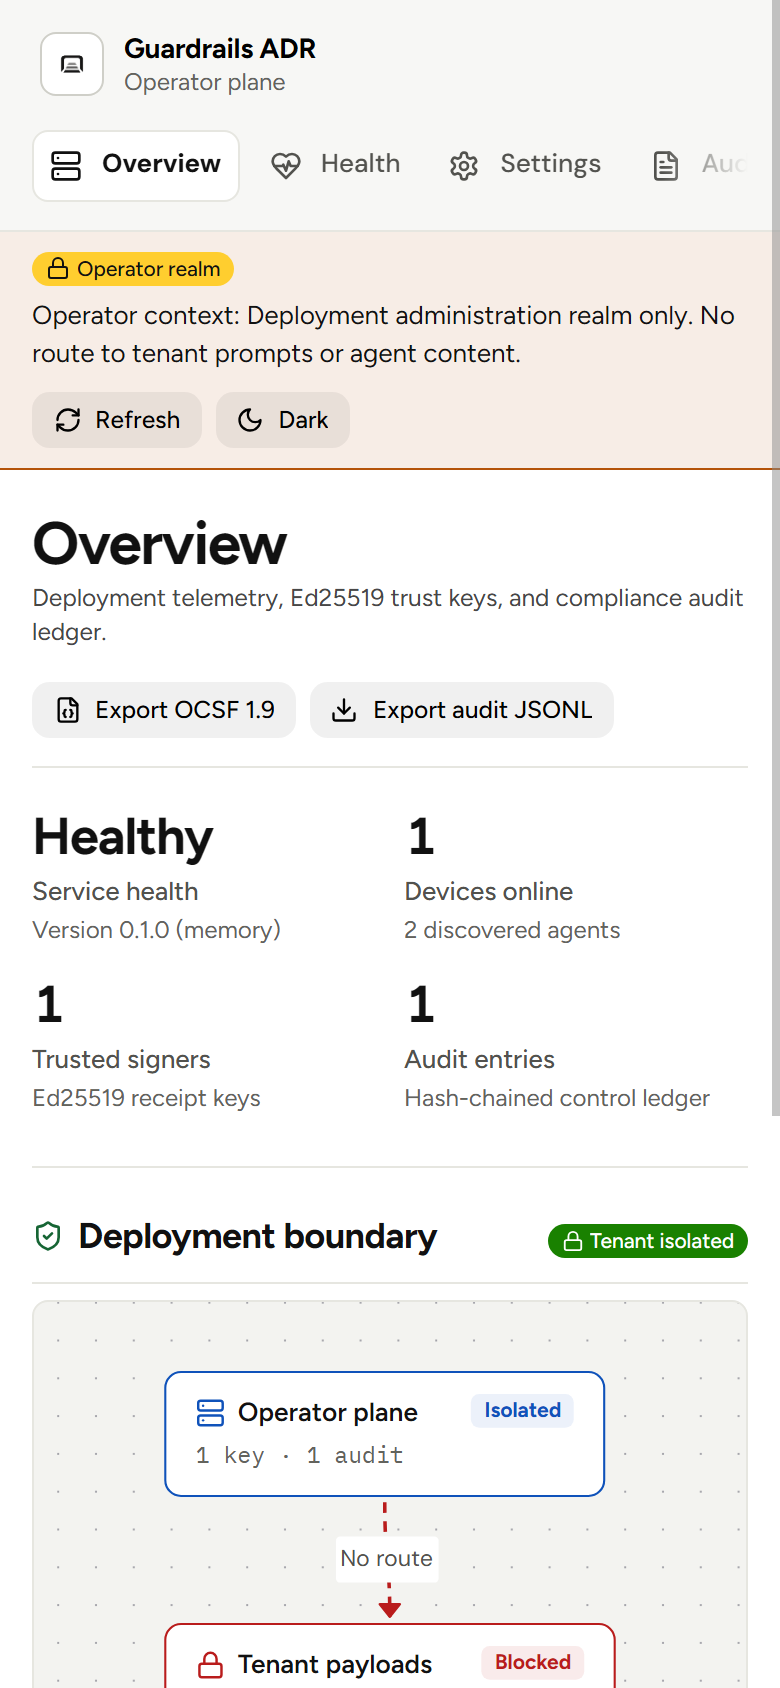 Guardrails ADR
Operator plane
Overview
Health
Settings
Operator realm
Operator context: Deployment administration realm only. No
route to tenant prompts or agent content.
Refresh
Dark
Overview
Deployment telemetry, Ed25519 trust keys, and compliance audit
ledger.
Export OCSF 1.9
Export audit JSONL
Healthy
Service health
Version 0.1.0 (memory)
1
Devices online
2 discovered agents
1
Trusted signers
Ed25519 receipt keys
1
Audit entries
Hash-chained control ledger
Deployment boundary
Tenant isolated
Operator plane
Isolated
1 key · 1 audit
No route
Tenant payloads
Blocked